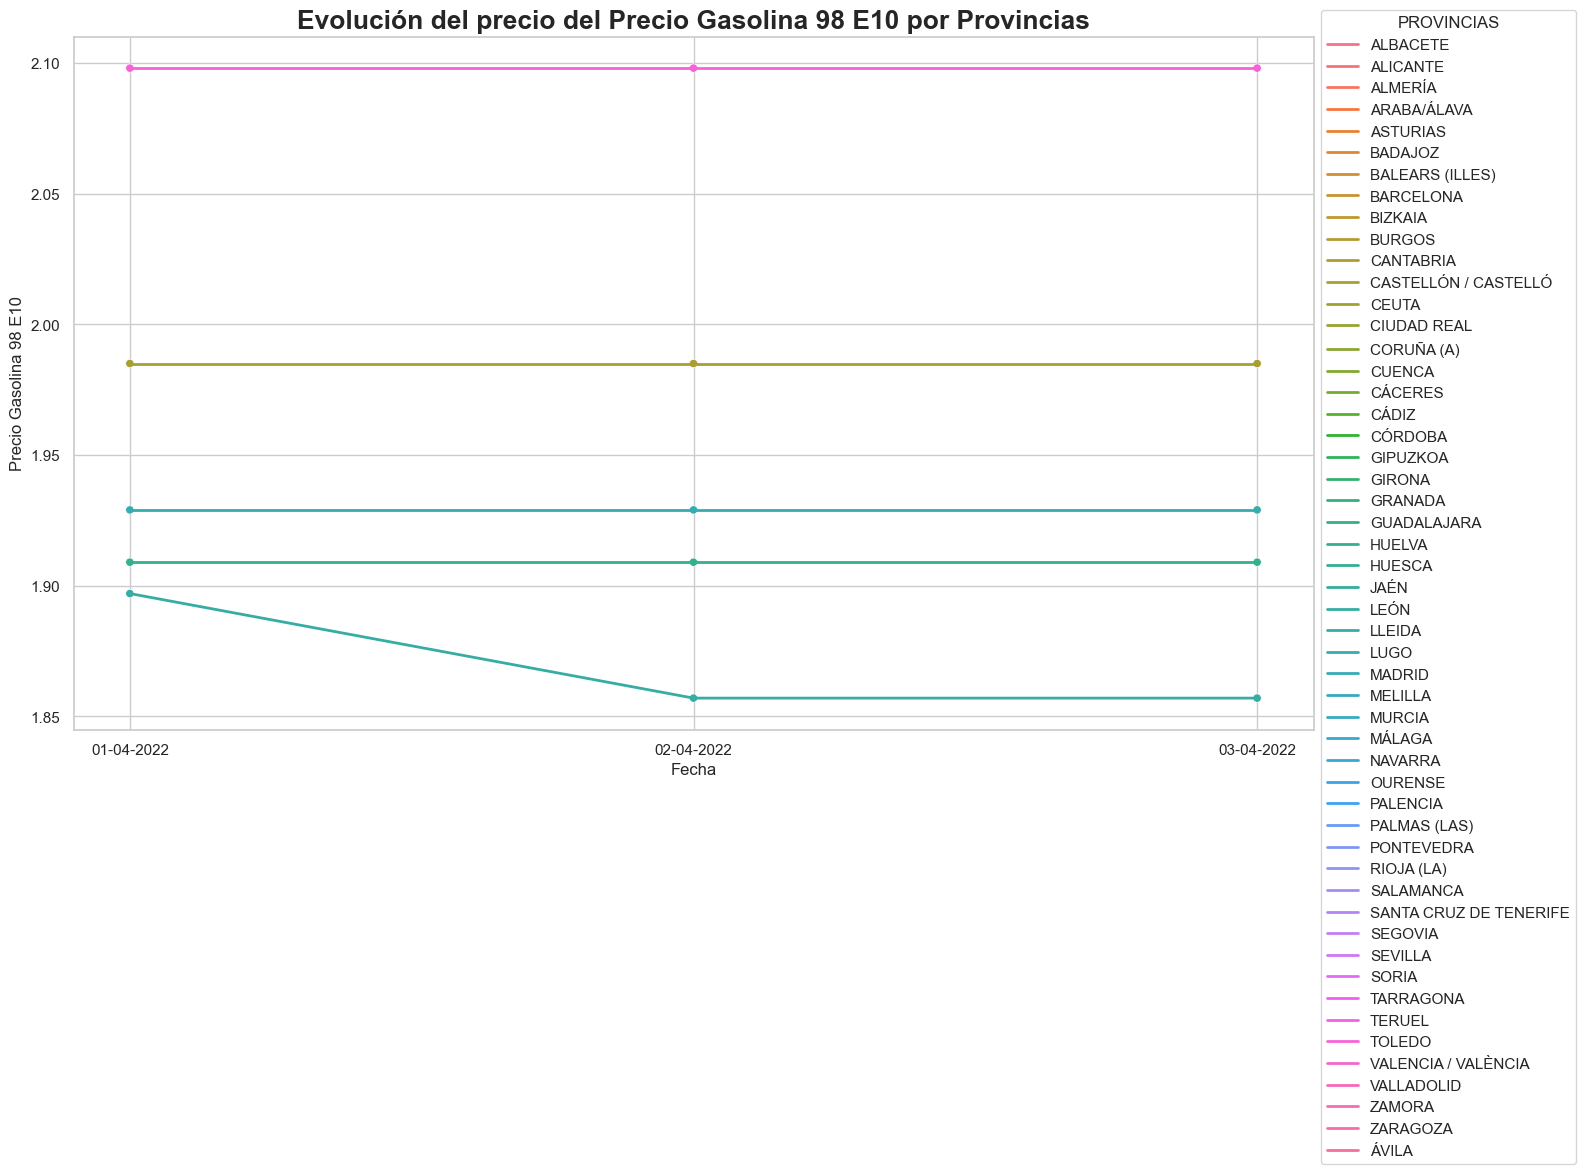 Evolución del precio del Precio Gasolina 98 E10 por Provincias
2.10
2.05
2.00
1.95
1.90
1.85
Precio Gasolina 98 E10
01-04-2022
02-04-2022
03-04-2022
Fecha
PROVINCIAS
ALBACETE
ALICANTE
ALMERÍA
ARABA/ÁLAVA
ASTURIAS
BADAJOZ
BALEARS (ILLES)
BARCELONA
BIZKAIA
BURGOS
CANTABRIA
CASTELLÓN / CASTELLÓ
CEUTA
CIUDAD REAL
CORUÑA (A)
CUENCA
CÁCERES
CÁDIZ
CÓRDOBA
GIPUZKOA
GIRONA
GRANADA
GUADALAJARA
HUELVA
HUESCA
JAÉN
LEÓN
LLEIDA
LUGO
MADRID
MELILLA
MURCIA
MÁLAGA
NAVARRA
OURENSE
PALENCIA
PALMAS (LAS)
PONTEVEDRA
RIOJA (LA)
SALAMANCA
SANTA CRUZ DE TENERIFE
SEGOVIA
SEVILLA
SORIA
TARRAGONA
TERUEL
TOLEDO
VALENCIA / VALÈNCIA
VALLADOLID
ZAMORA
ZARAGOZA
ÁVILA